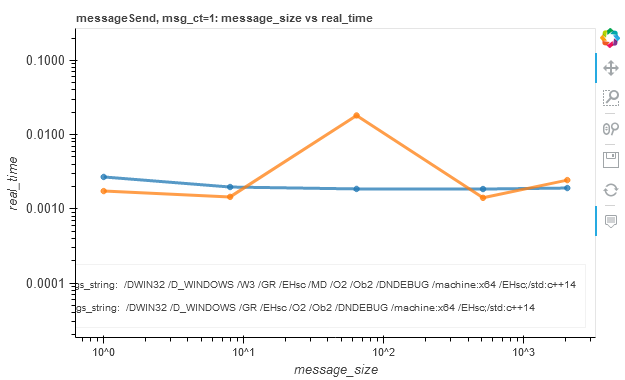 messageSend, msg_ct=1: message_size vs real_time
0.1000
0.0100
0.0010
0.0001
real_time
gs_string: /DWIN32 /D_WINDOWS /W3 /GR /EHsc /MD /O2 /Ob2 /DNDEBUG /machine:x64 /EHsc;/std:c++14
gs_string: /DWIN32 /D_WINDOWS /GR /EHsc /O2 /Ob2 /DNDEBUG /machine:x64 /EHsc;/std:c++14
10^0 10^1 10^2 10^3
message_size